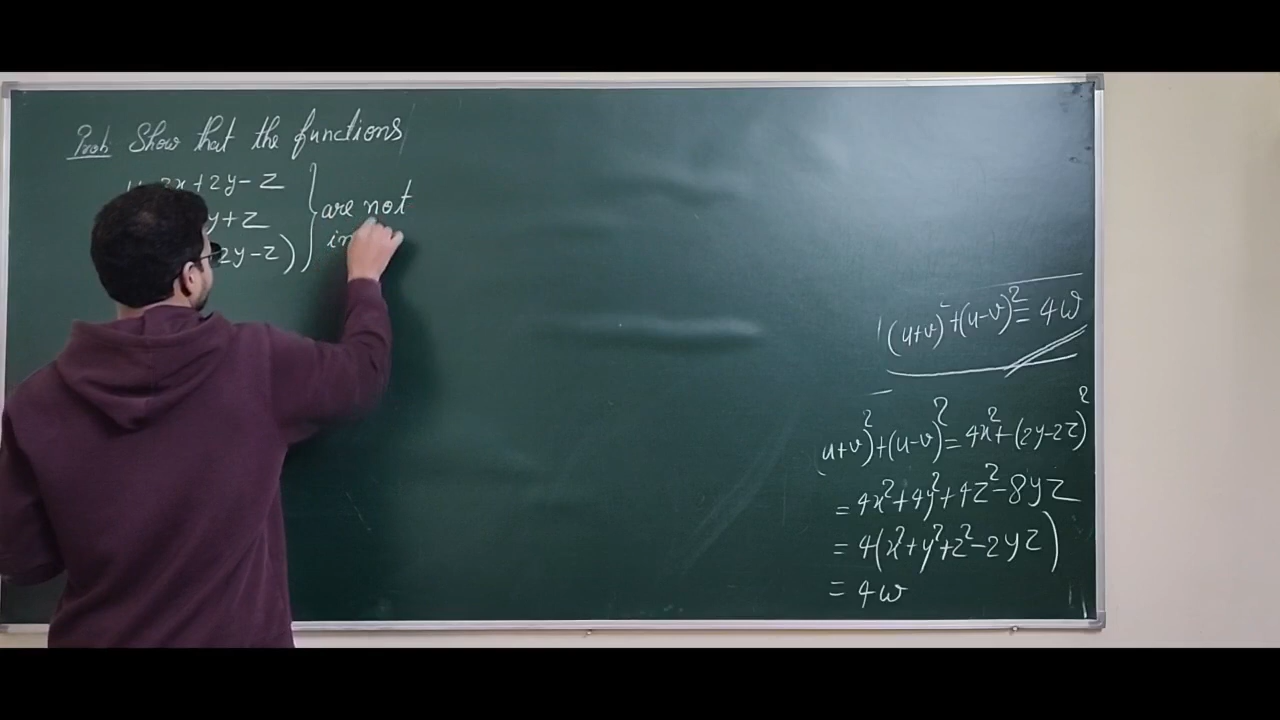 Prob Show that the functions
x+2y-z
y+z
2y-z)
are not
in
(u+v)²+(u-v)²=4w
(u+v)²+(u-v)²=4x²+(2y-2z)²
=4x²+4y²+4z²-8yz
=4(x²+y²+z²-2yz)
=4w